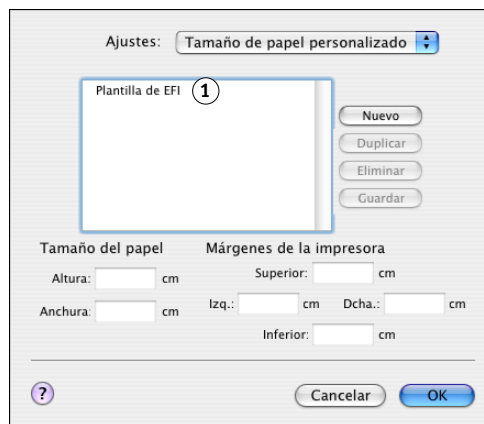 Ajustes: Tamaño de papel personalizado
Plantilla de EFI 1
Nuevo
Duplicar
Eliminar
Guardar
Tamaño del papel Márgenes de la impresora
Altura: cm Superior: cm
Anchura: cm Izq.: cm Dcha.: cm
Inferior: cm
? Cancelar OK